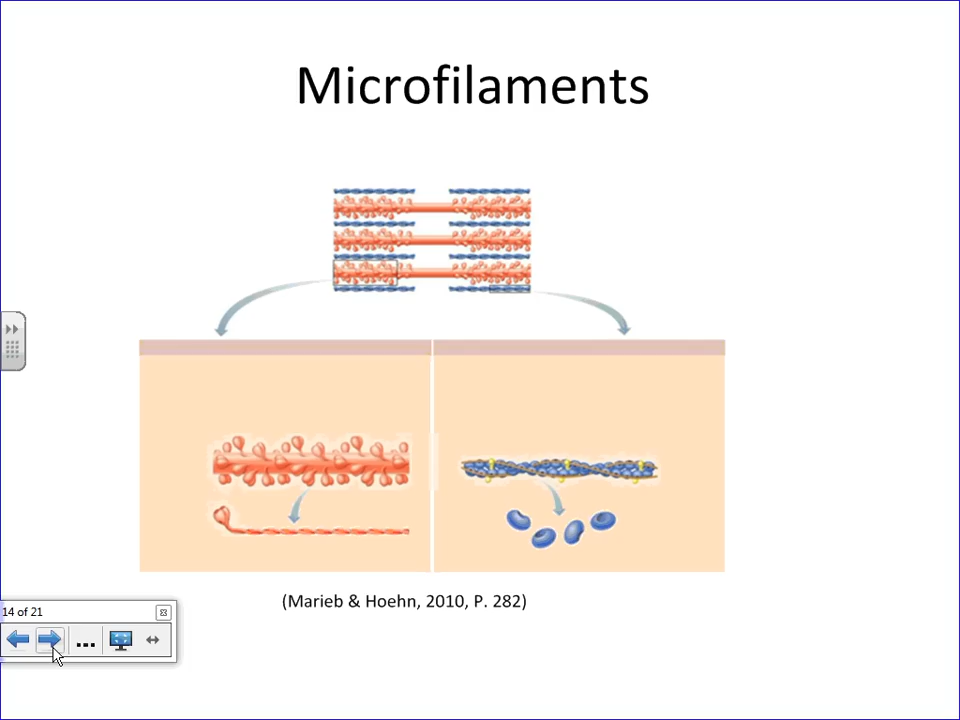 Microfilaments
(Marieb & Hoehn, 2010, P. 282)
14 of 21
...